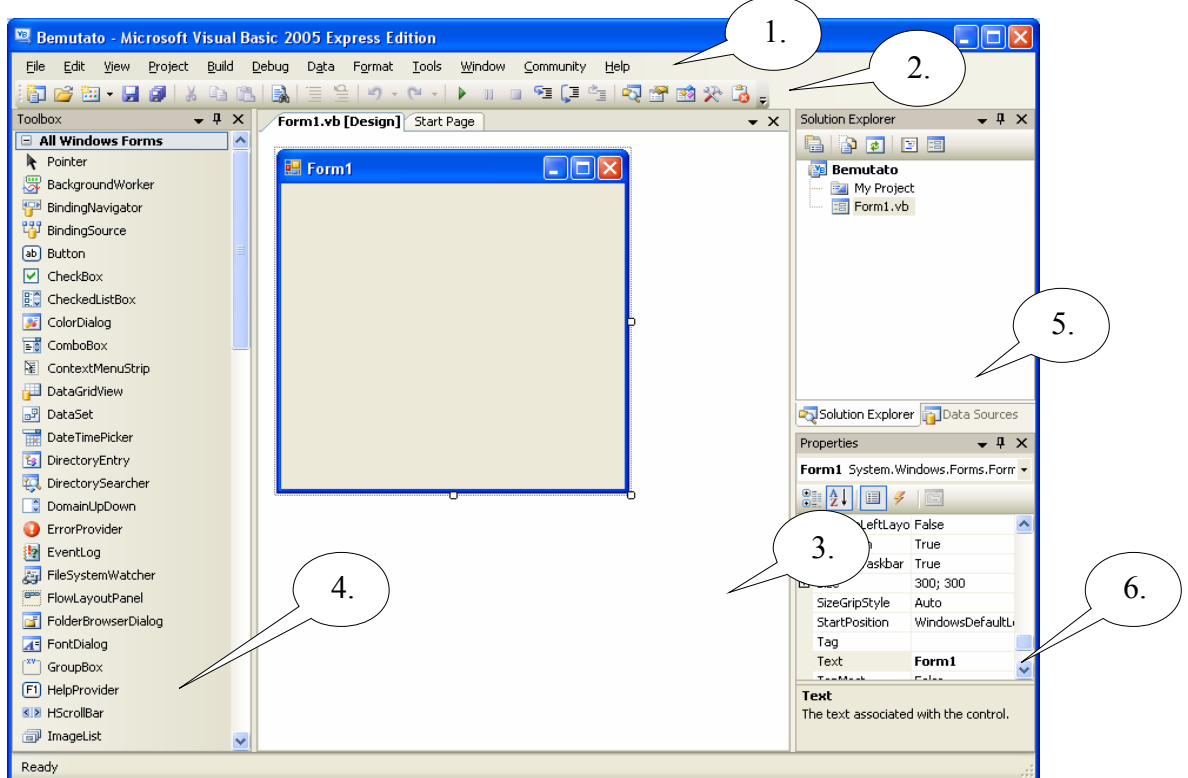 Bemutato - Microsoft Visual Basic 2005 Express Edition
1.
File Edit View Project Build Debug Data Format Tools Window Community Help
2.
Toolbox
All Windows Forms
Pointer
BackgroundWorker
BindingNavigator
BindingSource
Button
CheckBox
CheckedListBox
ColorDialog
ComboBox
ContextMenuStrip
DataGridView
DataSet
DateTimePicker
DirectoryEntry
DirectorySearcher
DomainUpDown
ErrorProvider
EventLog
FileSystemWatcher
FlowLayoutPanel
FolderBrowserDialog
FontDialog
GroupBox
HelpProvider
HScrollBar
ImageList
4.
Form1.vb [Design] Start Page
Form1
3.
Solution Explorer
Bemutato
My Project
Form1.vb
5.
Solution Explorer Data Sources
Properties
Form1 System.Windows.Forms.Form
LeftLayo False
True
askbar True
300; 300
SizeGripStyle Auto
StartPosition WindowsDefaultL
Tag
Text Form1
6.
Text
The text associated with the control.
Ready